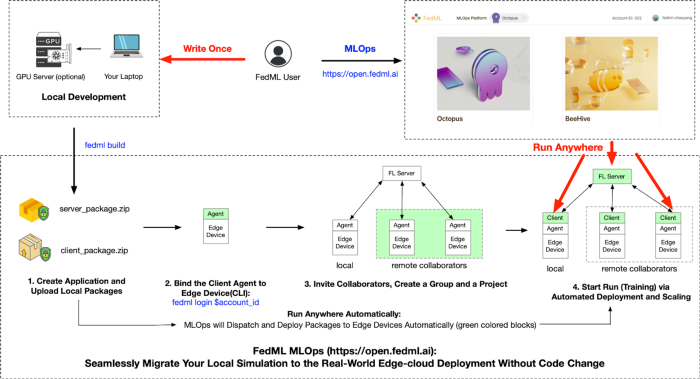 GPU Server (optional)
Your Laptop
Local Development
Write Once
FedML User
MLOps
https://open.fedml.ai
FedML
MLOps Platform
Octopus
Account ID: 202
Octopus
BeeHive
Run Anywhere
fedml build
server_package.zip
client_package.zip
1. Create Application and
Upload Local Packages
Agent
Edge
Device
2. Bind the Client Agent to
Edge Device(CLI):
fedml login $account_id
FL Server
Agent
Edge
Device
local
Agent
Edge
Device
Agent
Edge
Device
remote collaborators
3. Invite Collaborators, Create a Group and a Project
FL Server
Client
Agent
Edge
Device
local
Client
Agent
Edge
Device
Client
Agent
Edge
Device
remote collaborators
4. Start Run (Training) via
Automated Deployment and Scaling
Run Anywhere Automatically:
MLOps will Dispatch and Deploy Packages to Edge Devices Automatically (green colored blocks)
FedML MLOps (https://open.fedml.ai):
Seamlessly Migrate Your Local Simulation to the Real-World Edge-cloud Deployment Without Code Change